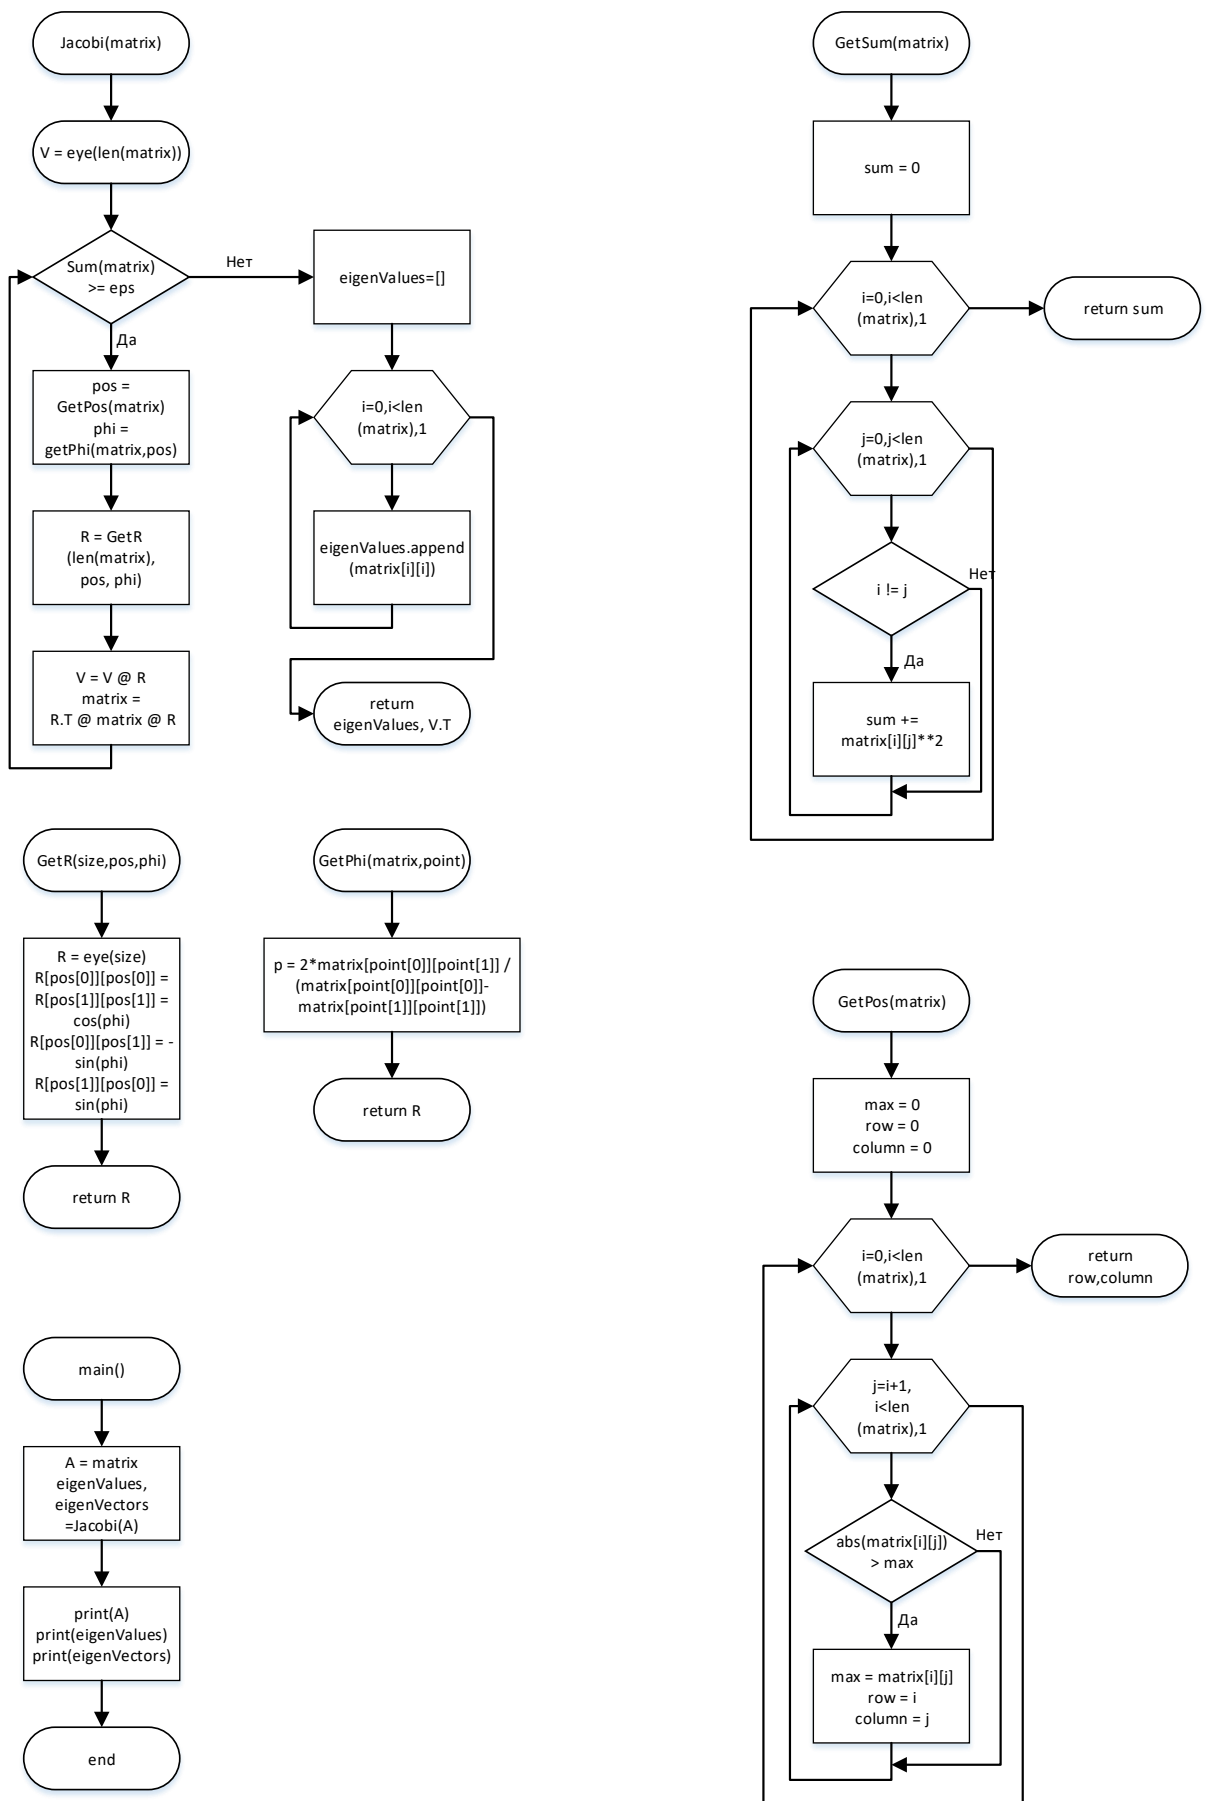 Jacobi(matrix)
V = eye(len(matrix))
Sum(matrix)
>= eps
Нет
Да
pos =
GetPos(matrix)
phi =
getPhi(matrix,pos)
R = GetR
(len(matrix),
pos, phi)
V = V @ R
matrix =
R.T @ matrix @ R
eigenValues=[]
i=0,i<len
(matrix),1
eigenValues.append
(matrix[i][i])
return
eigenValues, V.T
GetSum(matrix)
sum = 0
i=0,i<len
(matrix),1
return sum
j=0,j<len
(matrix),1
i != j
Нет
Да
sum +=
matrix[i][j]**2
GetR(size,pos,phi)
R = eye(size)
R[pos[0]][pos[0]] =
R[pos[1]][pos[1]] =
cos(phi)
R[pos[0]][pos[1]] = -
sin(phi)
R[pos[1]][pos[0]] =
sin(phi)
return R
GetPhi(matrix,point)
p = 2*matrix[point[0]][point[1]] /
(matrix[point[0]][point[0]]-
matrix[point[1]][point[1]])
return R
GetPos(matrix)
max = 0
row = 0
column = 0
i=0,i<len
(matrix),1
return
row,column
j=i+1,
i<len
(matrix),1
abs(matrix[i][j])
> max
Нет
Да
max = matrix[i][j]
row = i
column = j
main()
A = matrix
eigenValues,
eigenVectors
=Jacobi(A)
print(A)
print(eigenValues)
print(eigenVectors)
end